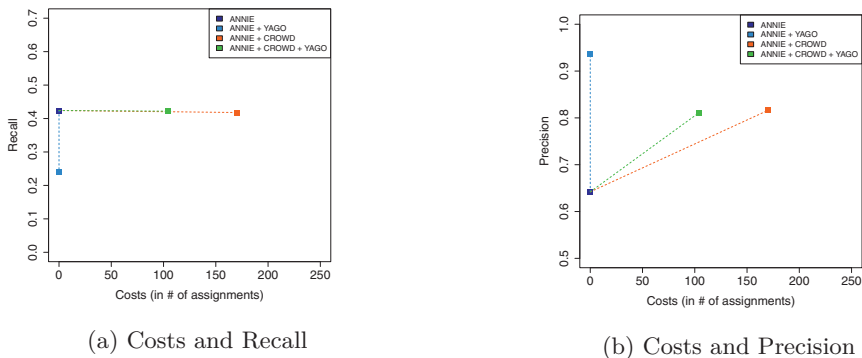 ANNIE
ANNIE + YAGO
ANNIE + CROWD
ANNIE + CROWD + YAGO
Recall
0.7
0.6
0.5
0.4
0.3
0.2
0.1
0.0
0 50 100 150 200 250
Costs (in # of assignments)
(a) Costs and Recall
ANNIE
ANNIE + YAGO
ANNIE + CROWD
ANNIE + CROWD + YAGO
Precision
1.0
0.9
0.8
0.7
0.6
0.5
0 50 100 150 200 250
Costs (in # of assignments)
(b) Costs and Precision